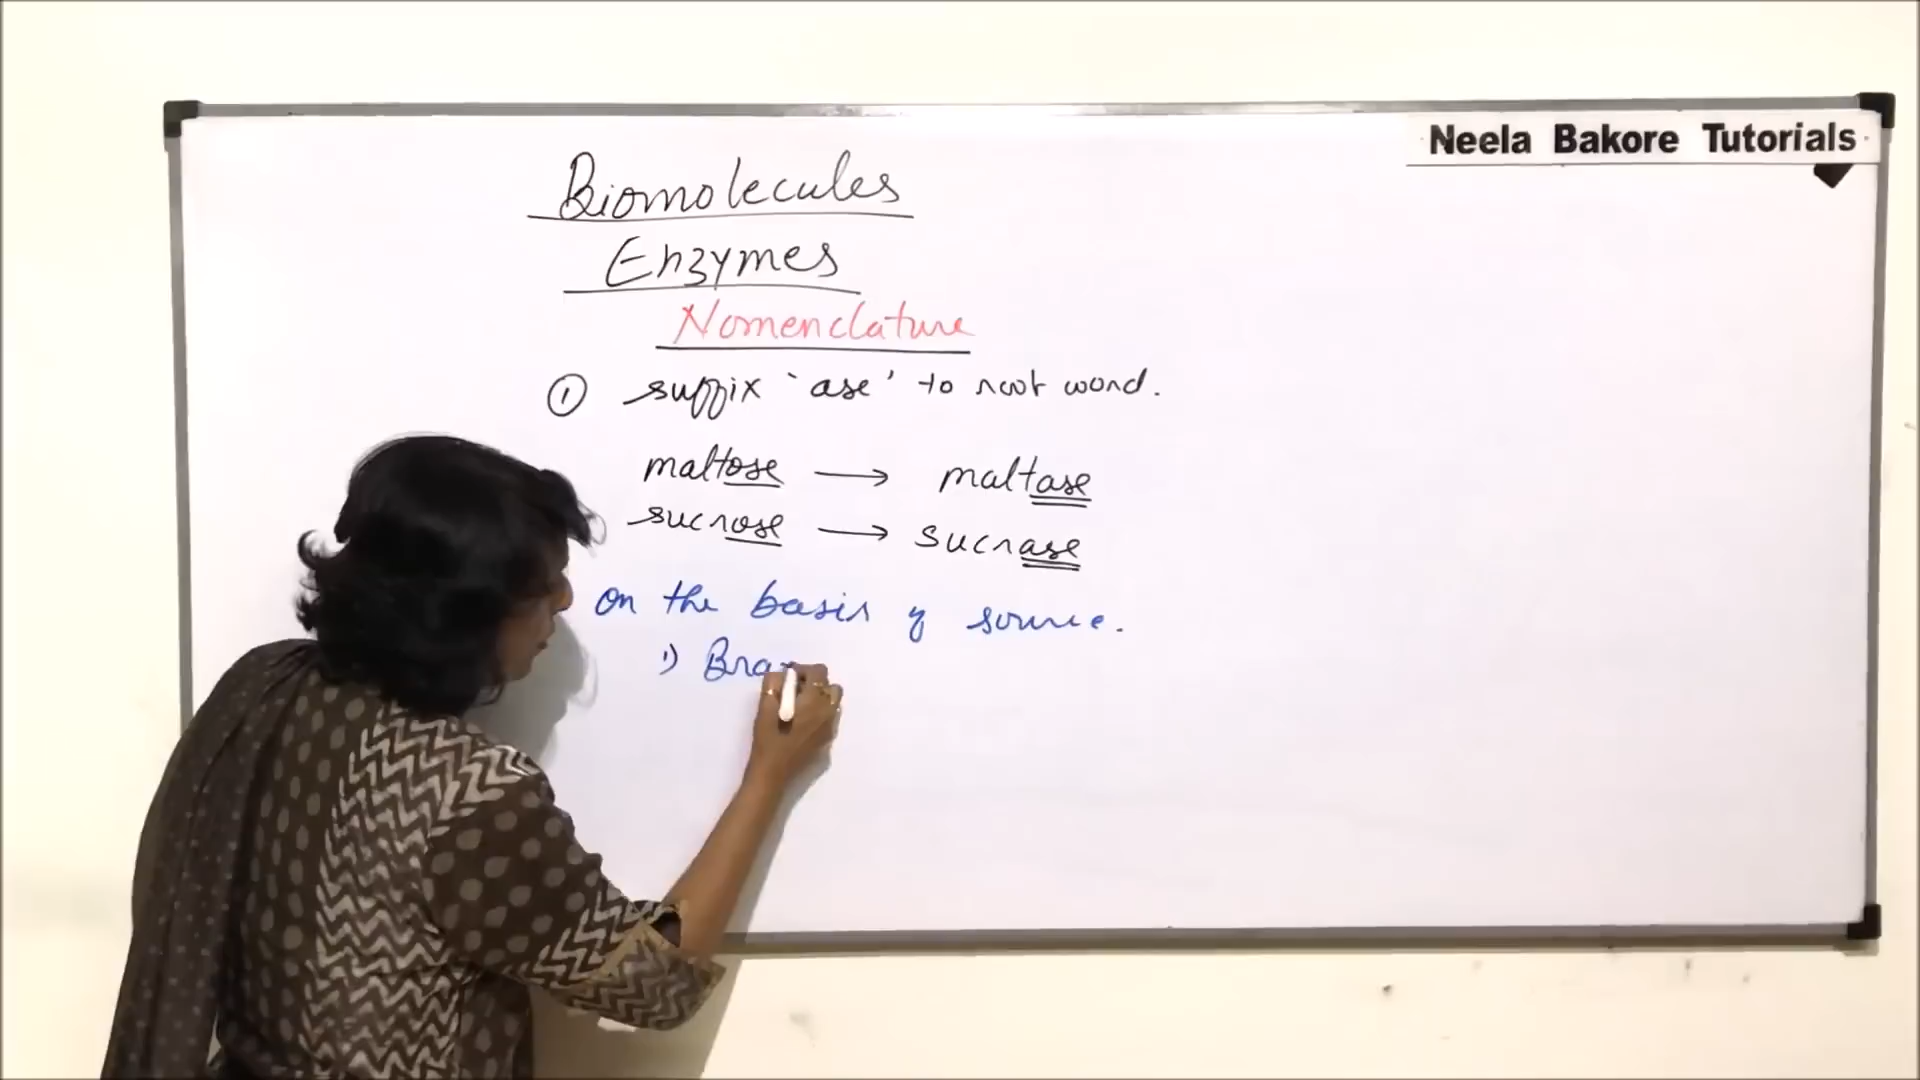 Neela Bakore Tutorials
Biomolecules
Enzymes
Nomenclature
① suffix 'ase' to root word.
maltose → maltase
sucrose → sucrase
on the basis of source.
1) Bra